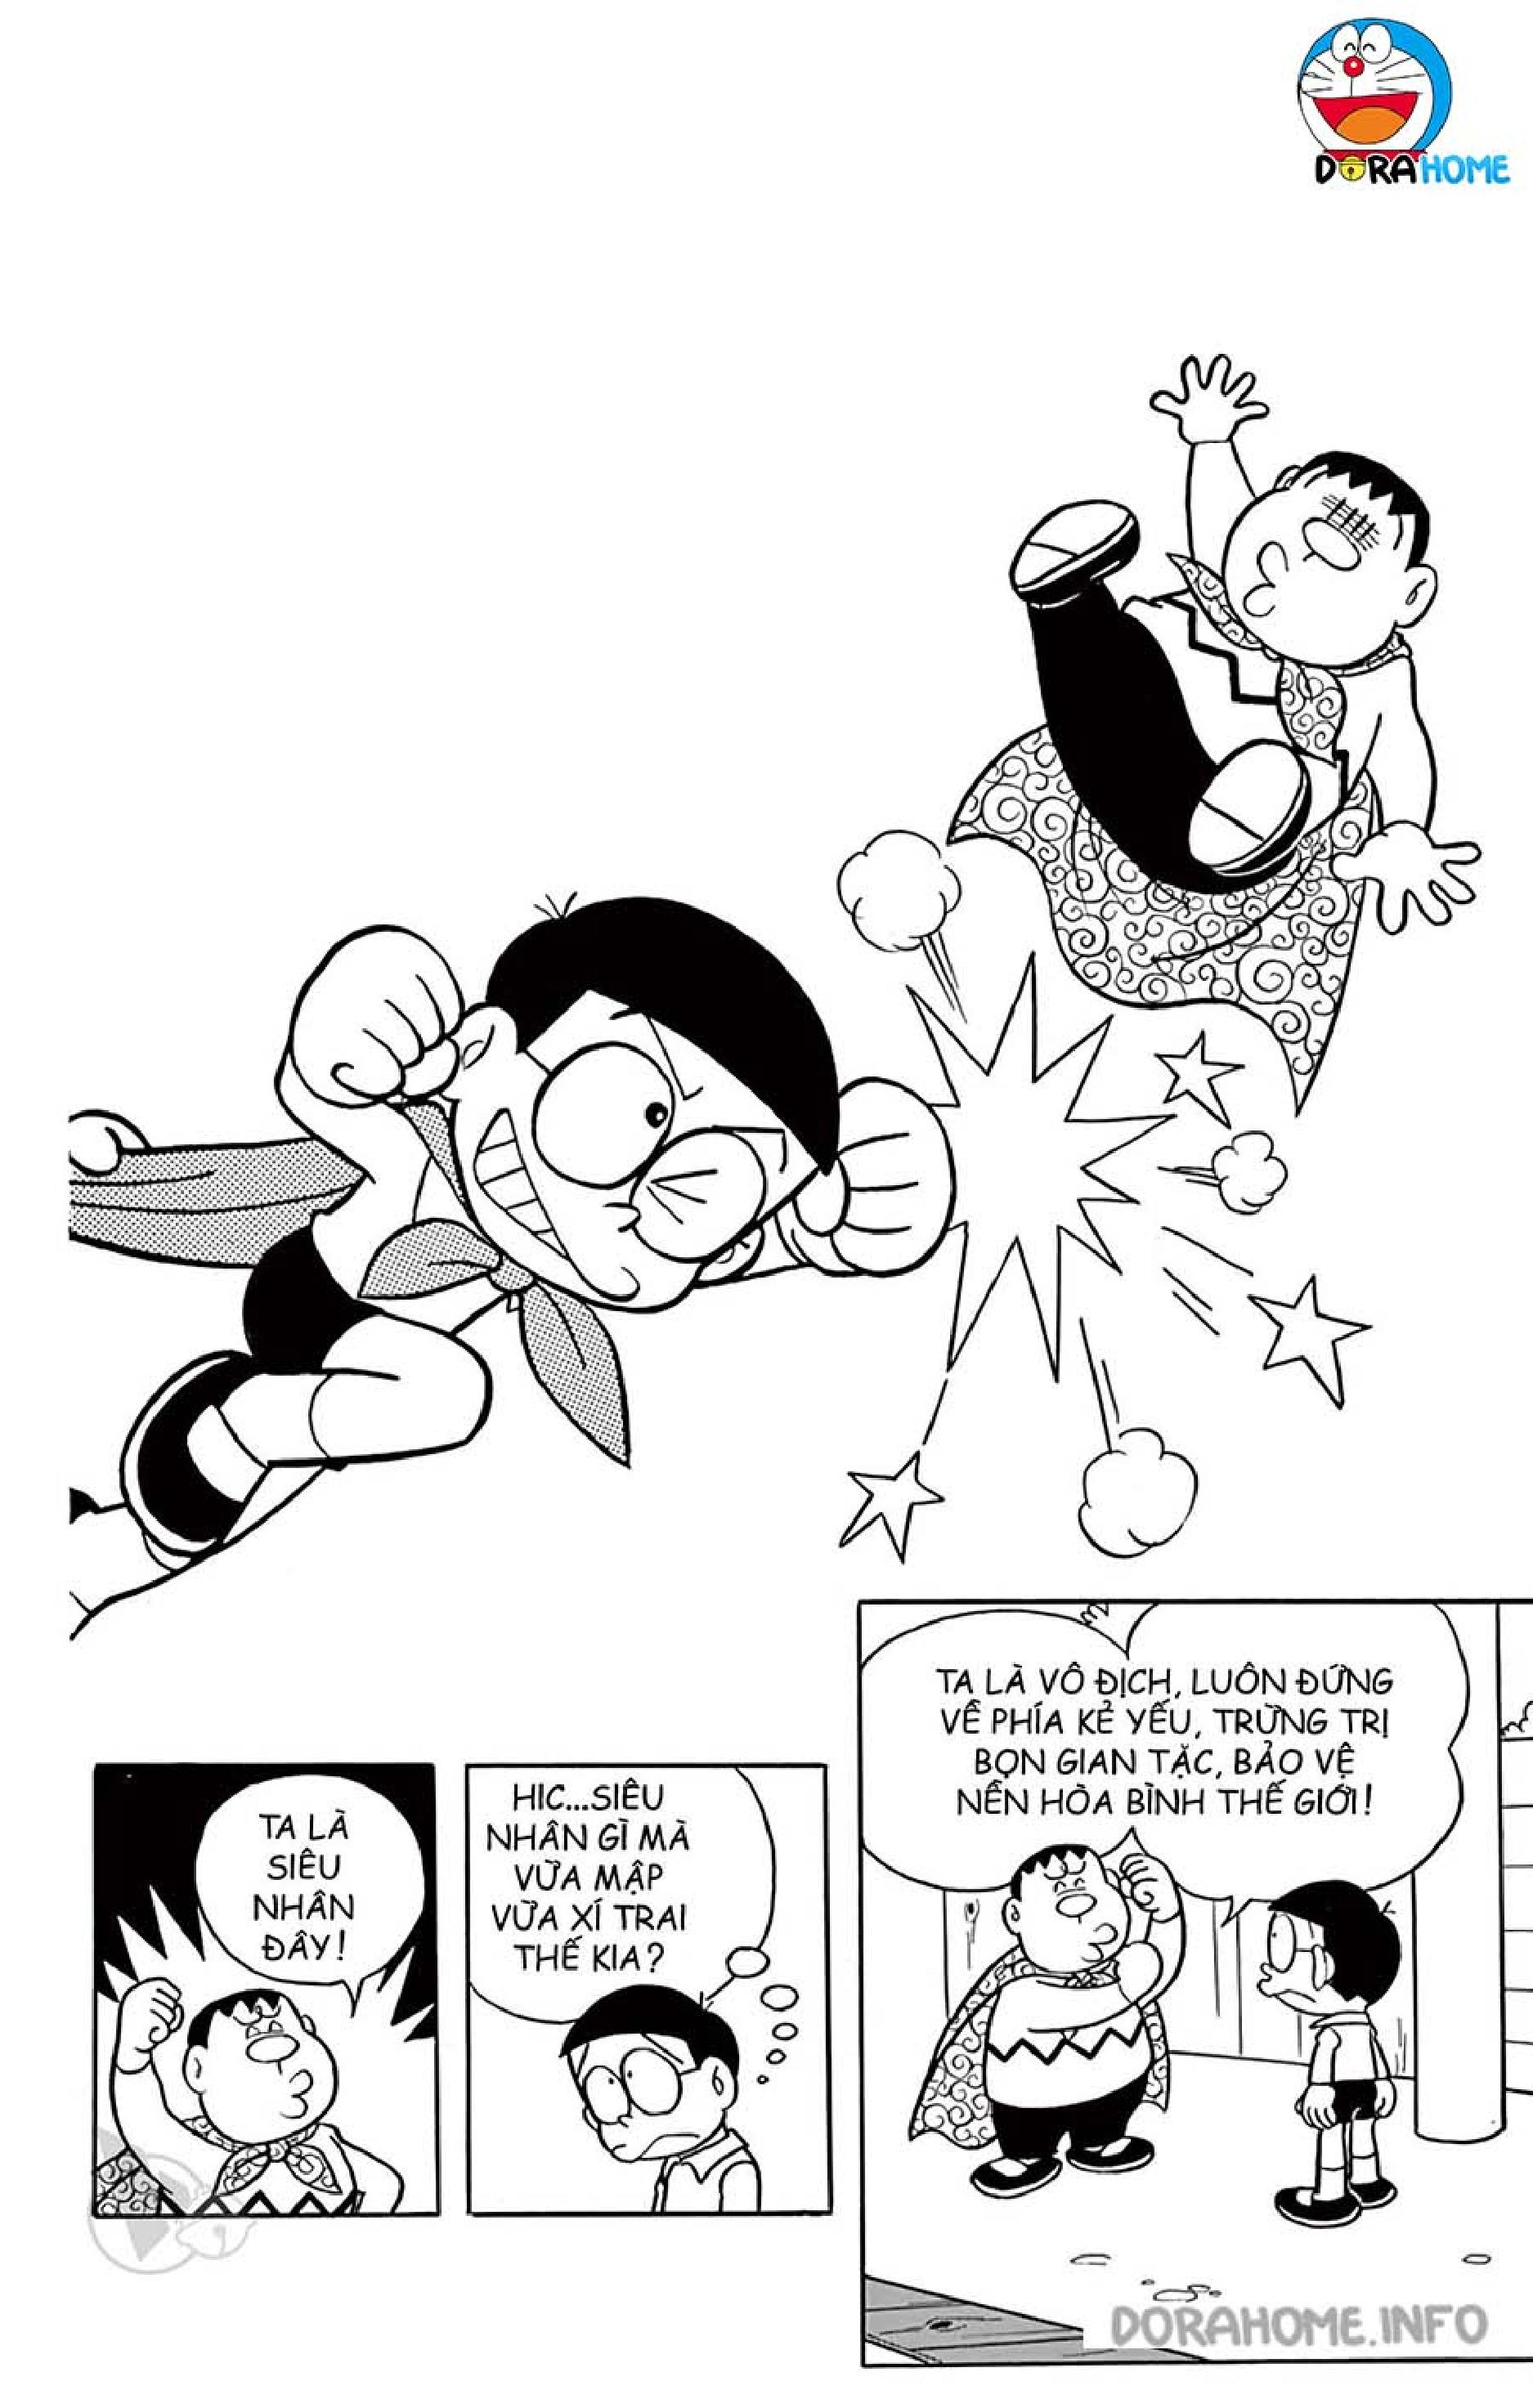 DORAHOME
TA LÀ VÔ ĐỊCH, LUÔN ĐỨNG
VỀ PHÍA KẺ YẾU, TRỪNG TRỊ
BỌN GIAN TẶC, BẢO VỆ
NỀN HÒA BÌNH THẾ GIỚI!
HIC...SIÊU
NHÂN GÌ MÀ
VỪA MẬP
VỪA XÍ TRAI
THẾ KIA?
TA LÀ
SIÊU
NHÂN
ĐÂY!
DORAHOME.INFO